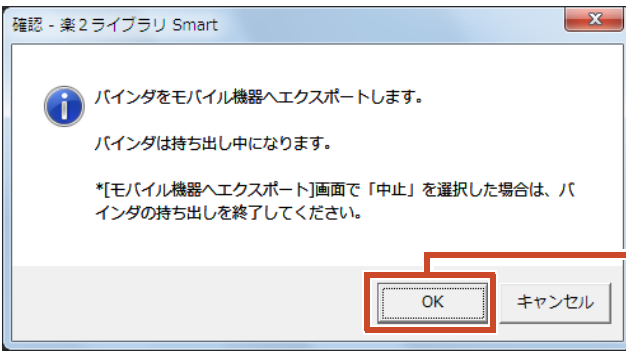 確認 - 楽2ライブラリ Smart
バインダをモバイル機器へエクスポートします。
バインダは持ち出し中になります。
*[モバイル機器へエクスポート]画面で「中止」を選択した場合は、バ
インダの持ち出しを終了してください。
OK
キャンセル